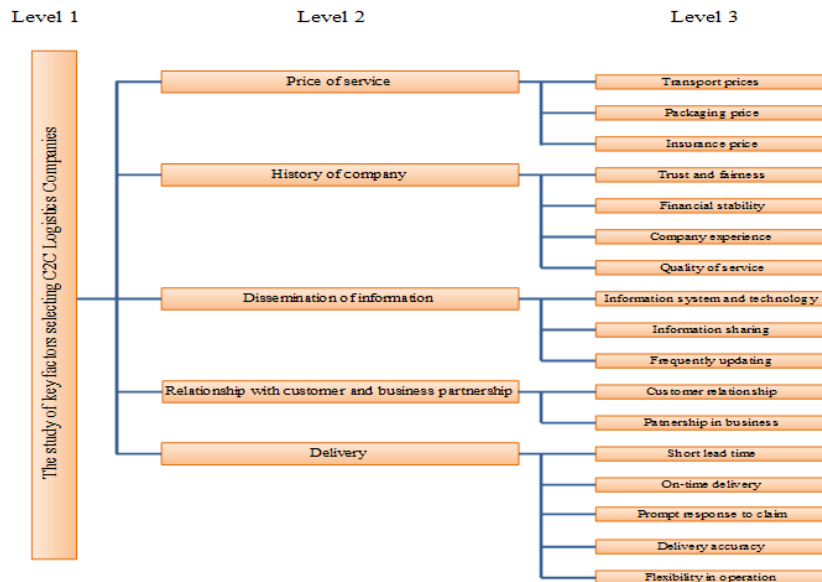 Level 1
Level 2
Level 3
The study of key factors selecting C2C Logistics Companies
Price of service
Transport prices
Packaging price
Insurance price
History of company
Trust and fairness
Financial stability
Company experience
Quality of service
Dissemination of information
Information system and technology
Information sharing
Frequently updating
Relationship with customer and business partnership
Customer relationship
Patnership in business
Delivery
Short lead time
On-time delivery
Prompt response to claim
Delivery accuracy
Flexibility in operation